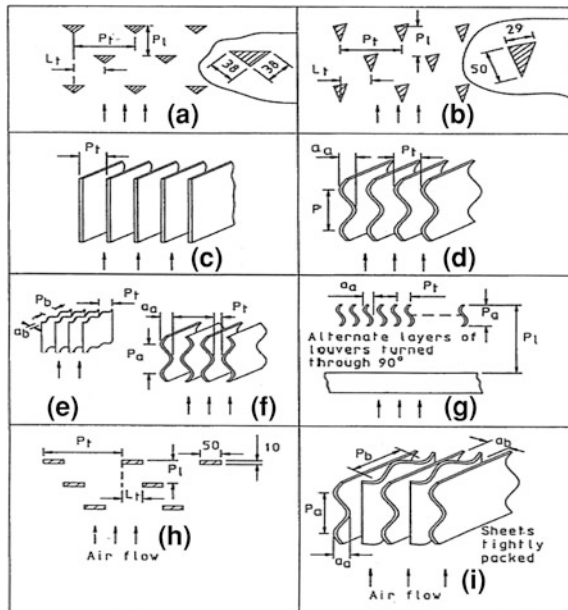 Pt
Pl
Lt
38
38
(a)
Pt
Pl
Lt
50
29
(b)
Pt
(c)
aa
Pt
P
(d)
Pb
Pt
ab
(e)
aa
Pt
Pa
(f)
aa
Pt
Pa
Alternate layers of
louvers turned
through 90°
Pl
(g)
Pt
50
10
Pl
Lt
(h)
Air flow
Pb
ab
Pa
aa
Sheets
tightly
packed
(i)
Air flow